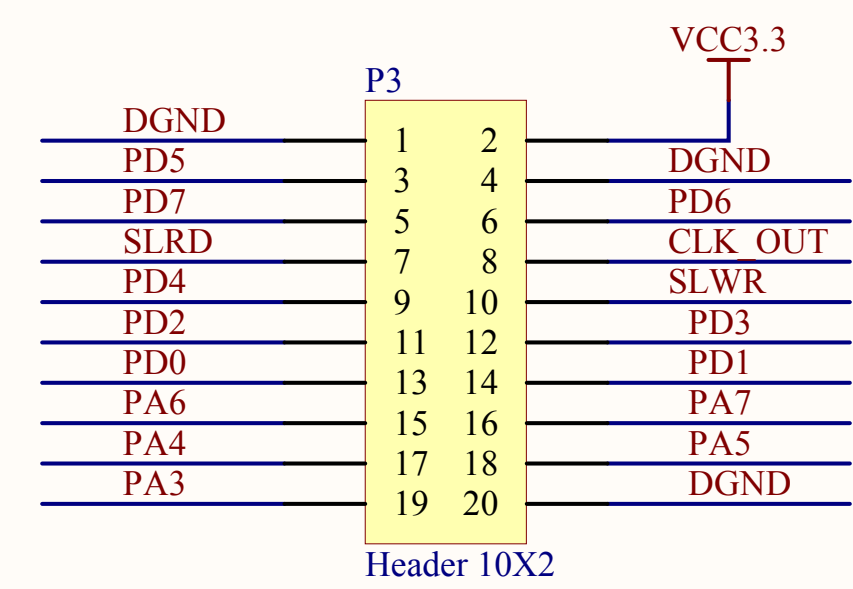 VCC3.3
P3
DGND 1 2
PD5 3 4 DGND
PD7 5 6 PD6
SLRD 7 8 CLK_OUT
PD4 9 10 SLWR
PD2 11 12 PD3
PD0 13 14 PD1
PA6 15 16 PA7
PA4 17 18 PA5
PA3 19 20 DGND
Header 10X2